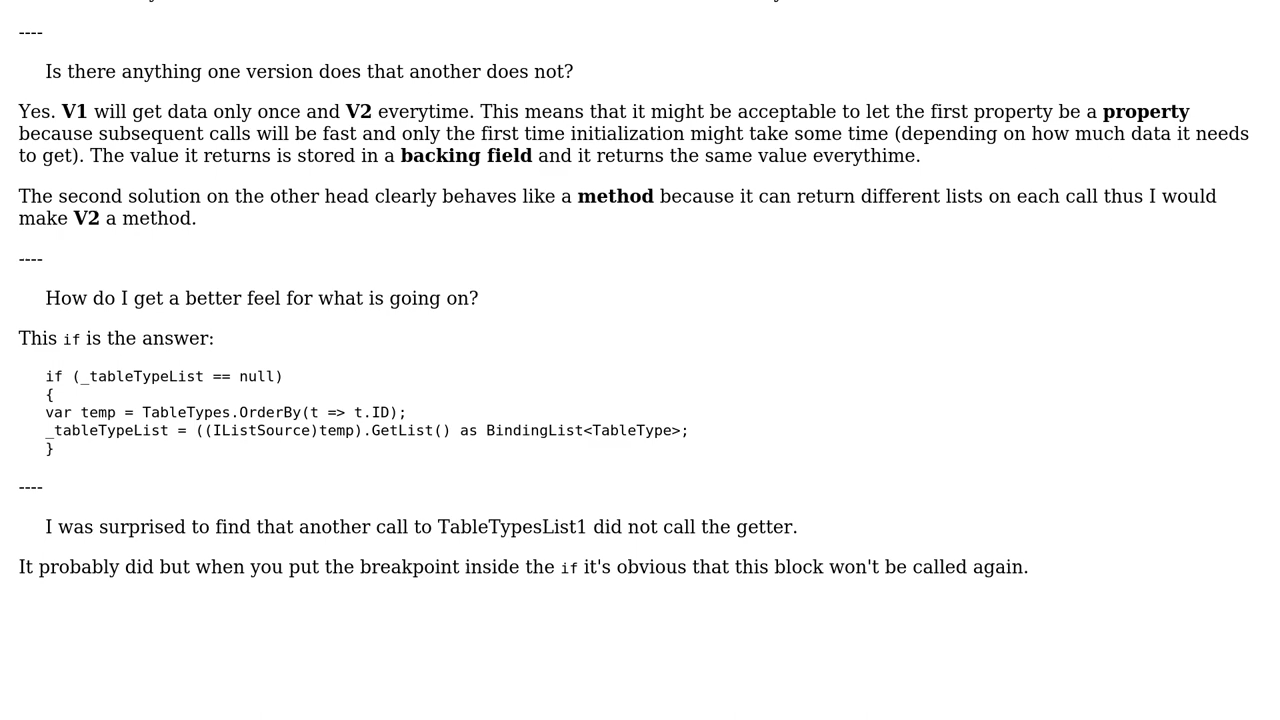 ----
Is there anything one version does that another does not?
Yes. V1 will get data only once and V2 everytime. This means that it might be acceptable to let the first property be a property
because subsequent calls will be fast and only the first time initialization might take some time (depending on how much data it needs
to get). The value it returns is stored in a backing field and it returns the same value everythime.
The second solution on the other head clearly behaves like a method because it can return different lists on each call thus I would
make V2 a method.
----
How do I get a better feel for what is going on?
This if is the answer:
if (_tableTypeList == null)
{
var temp = TableTypes.OrderBy(t => t.ID);
_tableTypeList = ((IListSource)temp).GetList() as BindingList<TableType>;
}
----
I was surprised to find that another call to TableTypesList1 did not call the getter.
It probably did but when you put the breakpoint inside the if it's obvious that this block won't be called again.